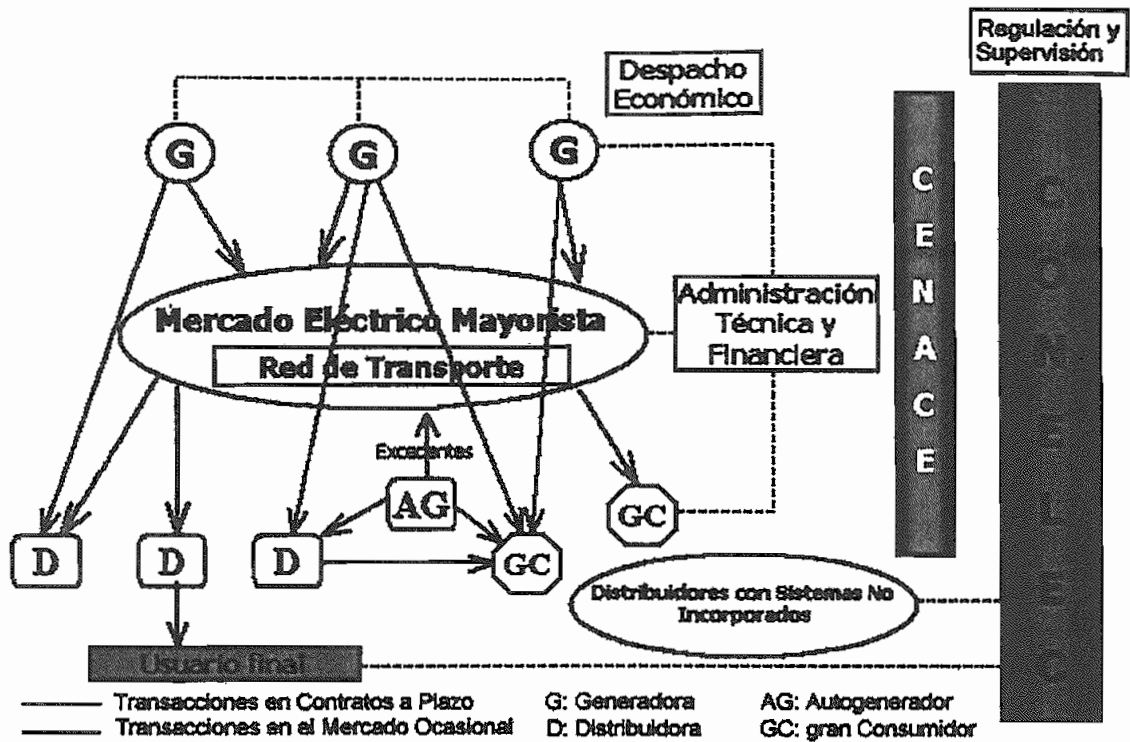 Regulación y
Supervisión
Despacho
Económico
G
G
G
CENACE
Mercado Eléctrico Mayorista
Red de Transporte
Administración
Técnica y
Financiera
Excedentes
AG
GC
D
D
D
GC
Distribuidores con Sistemas No
Incorporados
Usuario final
Transacciones en Contratos a Plazo
G: Generadora
AG: Autogenerador
Transacciones en el Mercado Ocasional
D: Distribuidora
GC: gran Consumidor